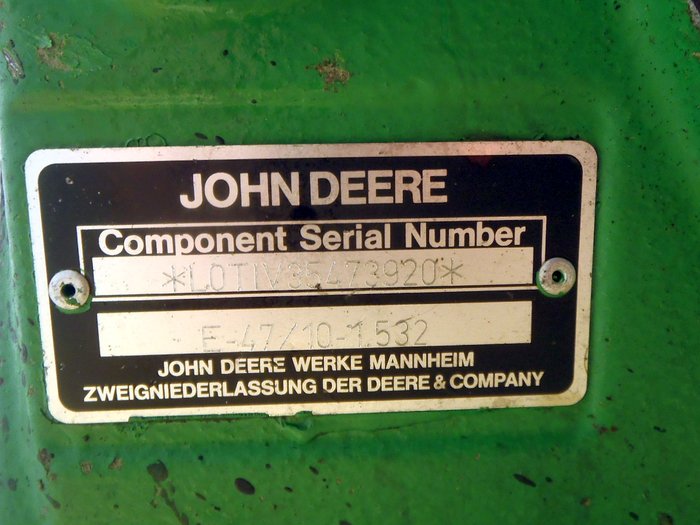 JOHN DEERE
Component Serial Number
*L0T1V35473920*
E-47/10-1.532
JOHN DEERE WERKE MANNHEIM
ZWEIGNIEDERLASSUNG DER DEERE & COMPANY